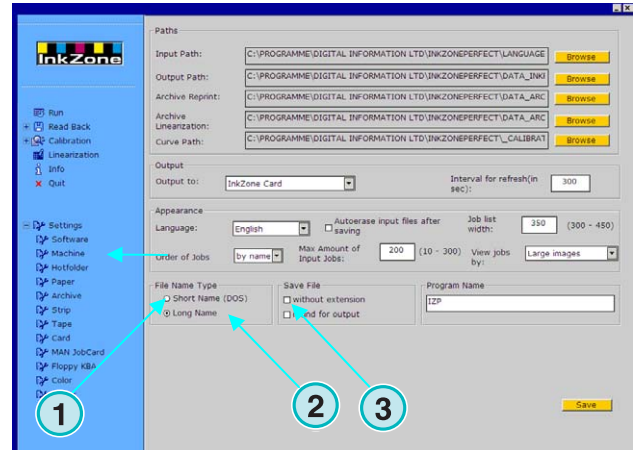 InkZone
Run
Read Back
Calibration
Linearization
Info
Quit
Settings
Software
Machine
Hotfolder
Paper
Archive
Strip
Tape
Card
MAN JobCard
Floppy KBA
Color
Paths
Input Path: C:\PROGRAMME\DIGITAL INFORMATION LTD\INKZONEPERFECT\LANGUAGE Browse
Output Path: C:\PROGRAMME\DIGITAL INFORMATION LTD\INKZONEPERFECT\DATA_INKI Browse
Archive Reprint: C:\PROGRAMME\DIGITAL INFORMATION LTD\INKZONEPERFECT\DATA_ARC Browse
Archive
Linearization: C:\PROGRAMME\DIGITAL INFORMATION LTD\INKZONEPERFECT\DATA_ARC Browse
Curve Path: C:\PROGRAMME\DIGITAL INFORMATION LTD\INKZONEPERFECT\_CALIBRAT Browse
Output
Output to: InkZone Card Interval for refresh(in
sec): 300
Appearance
Language: English Autoerase input files after
saving Job list
width: 350 (300 - 450)
Order of Jobs by name Max Amount of
Input Jobs: 200 (10 - 300) View jobs
by: Large images
File Name Type
Short Name (DOS)
Long Name
Save File
without extension
for output
Program Name
IZP
Save
1
2
3